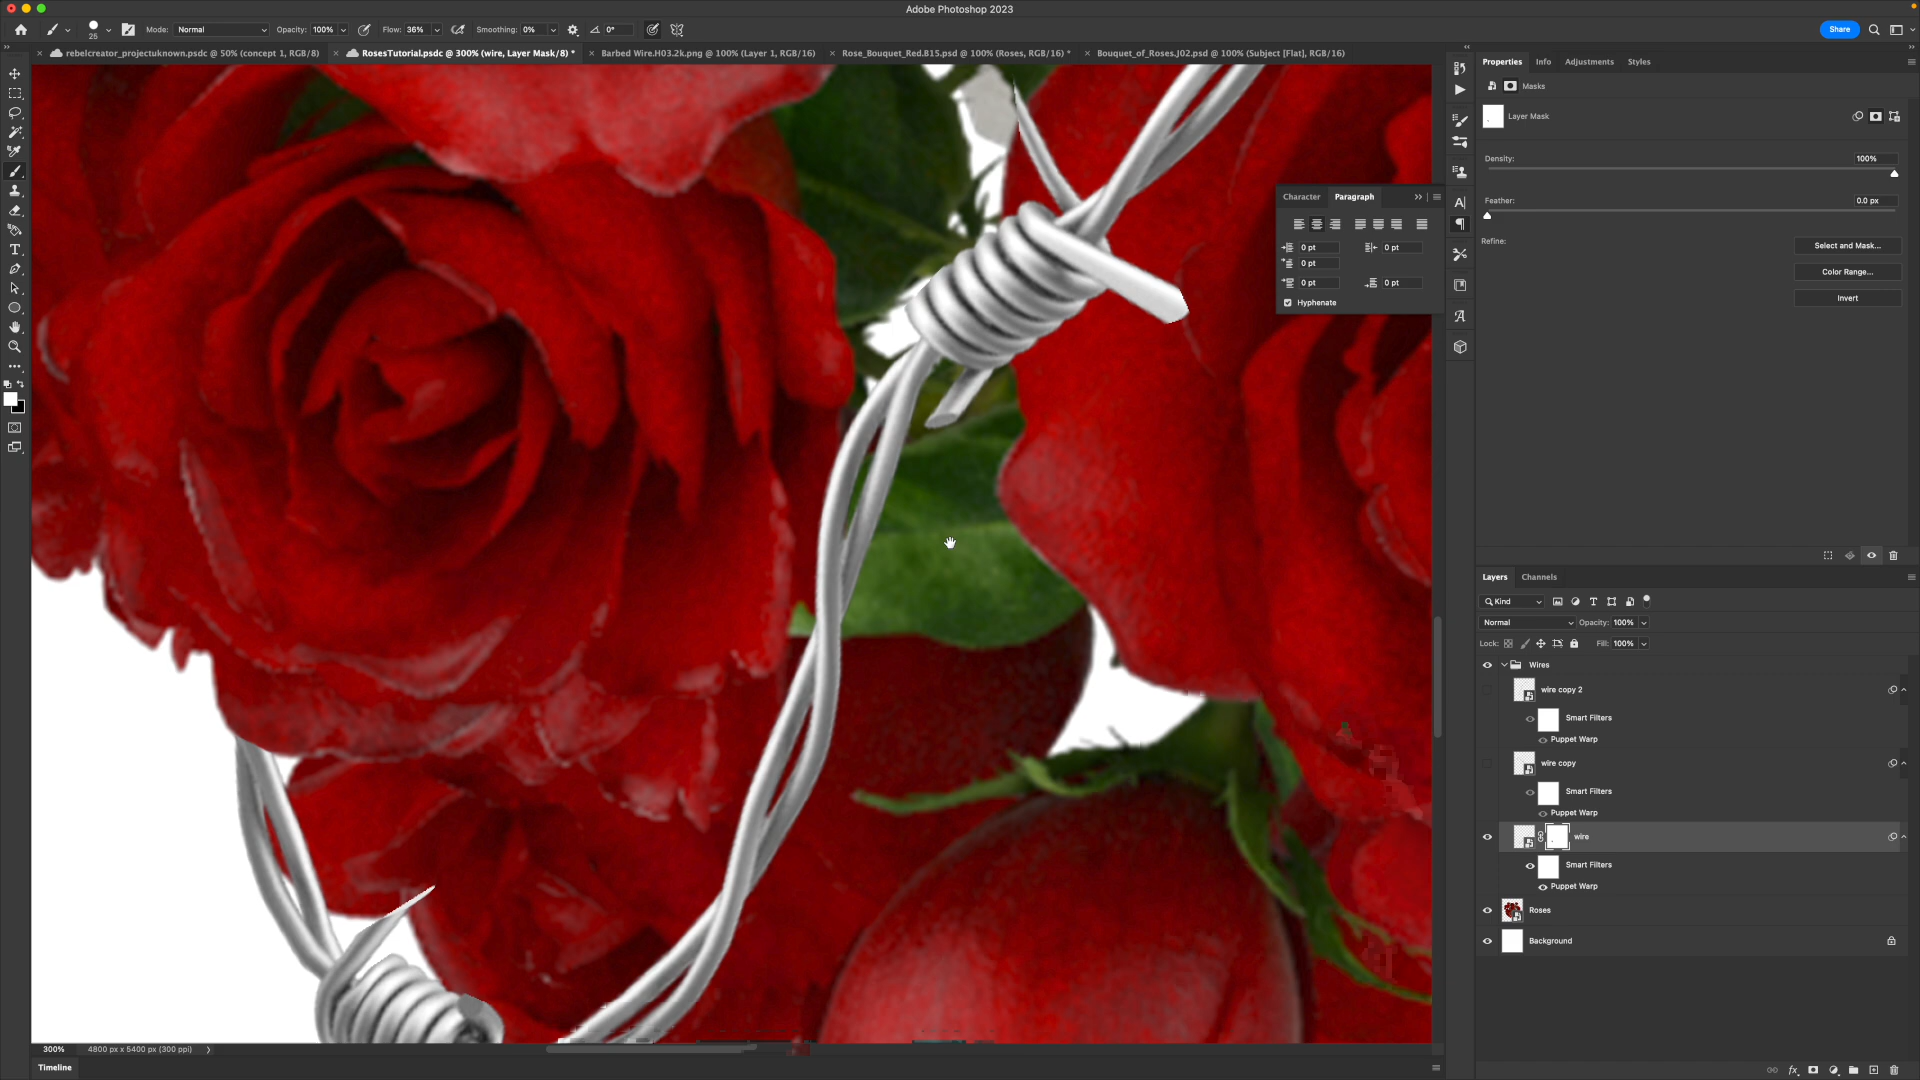 Adobe Photoshop 2023
25
Mode: Normal
Opacity: 100%
Flow: 36%
Smoothing: 0%
0°
Share
rebelcreator_projectuknown.psdc @ 50% (concept 1, RGB/8)
RosesTutorial.psdc @ 300% (wire, Layer Mask/8) *
Barbed Wire.H03.2k.png @ 100% (Layer 1, RGB/16)
Rose_Bouquet_Red.B15.psd @ 100% (Roses, RGB/16) *
Bouquet_of_Roses.J02.psd @ 100% (Subject [Flat], RGB/16)
Properties Info Adjustments Styles
Masks
Layer Mask
Density: 100%
Feather: 0.0 px
Refine:
Select and Mask...
Color Range...
Invert
Character Paragraph
0 pt 0 pt
0 pt
0 pt 0 pt
Hyphenate
Layers Channels
Kind
Normal Opacity: 100%
Lock: Fill: 100%
Wires
wire copy 2
Smart Filters
Puppet Warp
wire copy
Smart Filters
Puppet Warp
wire
Smart Filters
Puppet Warp
Roses
Background
fx
300% 4800 px x 5400 px (300 ppi)
Timeline